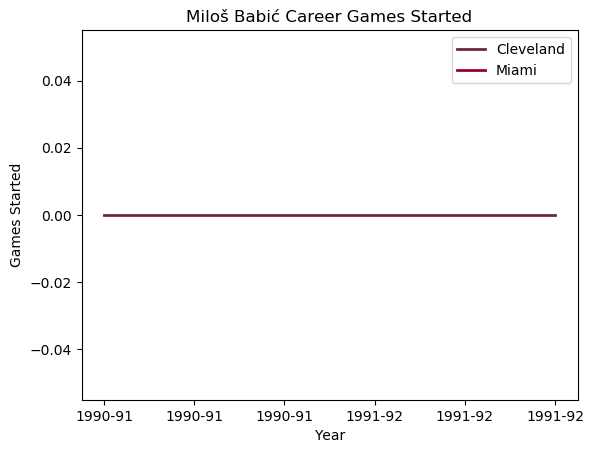 Miloš Babić Career Games Started
Cleveland
Miami
0.04
0.02
0.00
−0.02
−0.04
Games Started
1990-91 1990-91 1990-91 1991-92 1991-92 1991-92
Year